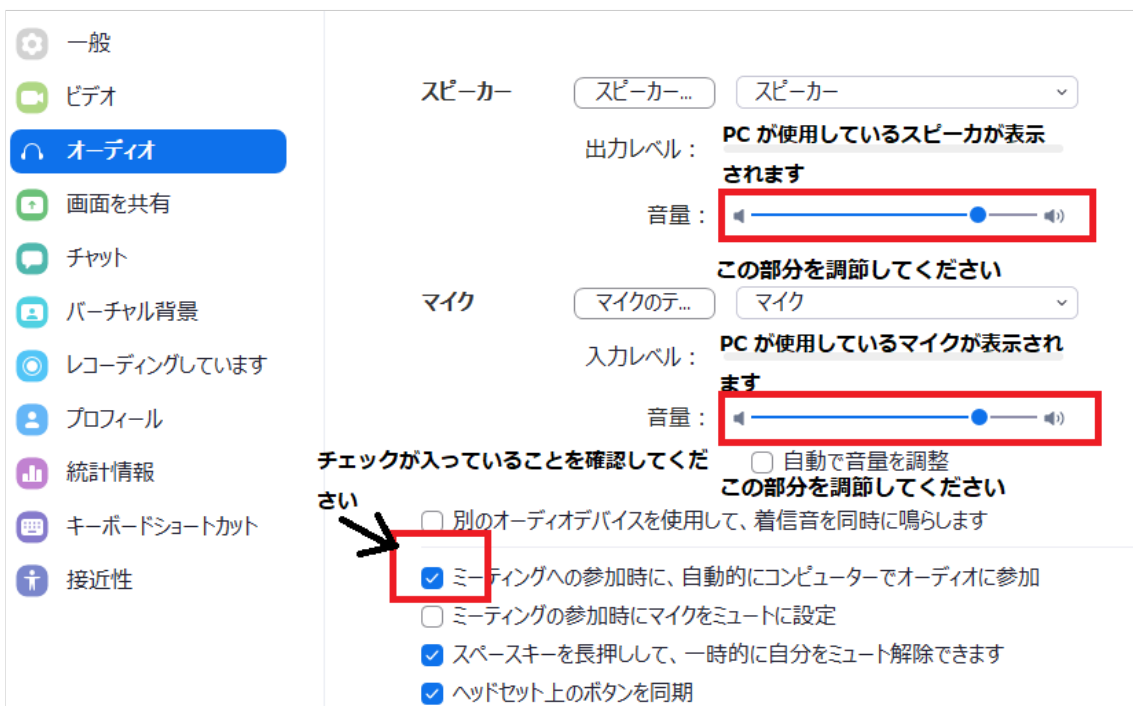 一般
ビデオ
オーディオ
画面を共有
チャット
バーチャル背景
レコーディングしています
プロフィール
統計情報
キーボードショートカット
接近性
スピーカー
スピーカー...
スピーカー
出力レベル：
PC が使用しているスピーカが表示
されます
音量：
この部分を調節してください
マイク
マイクのテ...
マイク
入力レベル：
PC が使用しているマイクが表示され
ます
音量：
自動で音量を調整
この部分を調節してください
チェックが入っていることを確認してくだ
さい
別のオーディオデバイスを使用して、着信音を同時に鳴らします
ミーティングへの参加時に、自動的にコンピューターでオーディオに参加
ミーティングの参加時にマイクをミュートに設定
スペースキーを長押しして、一時的に自分をミュート解除できます
ヘッドセット上のボタンを同期